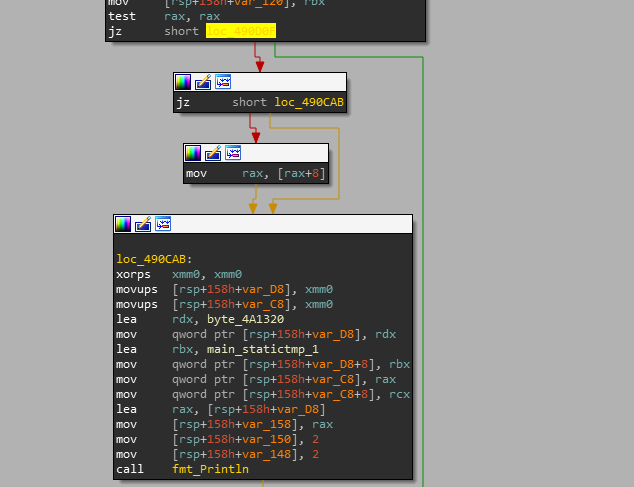 mov [rsp+158h+var_120], rbx
test rax, rax
jz short loc_490D0F
jz short loc_490CAB
mov rax, [rax+8]
loc_490CAB:
xorps xmm0, xmm0
movups [rsp+158h+var_D8], xmm0
movups [rsp+158h+var_C8], xmm0
lea rdx, byte_4A1320
mov qword ptr [rsp+158h+var_D8], rdx
lea rbx, main_statictmp_1
mov qword ptr [rsp+158h+var_D8+8], rbx
mov qword ptr [rsp+158h+var_C8], rax
mov qword ptr [rsp+158h+var_C8+8], rcx
lea rax, [rsp+158h+var_D8]
mov [rsp+158h+var_158], rax
mov [rsp+158h+var_150], 2
mov [rsp+158h+var_148], 2
call fmt_Println